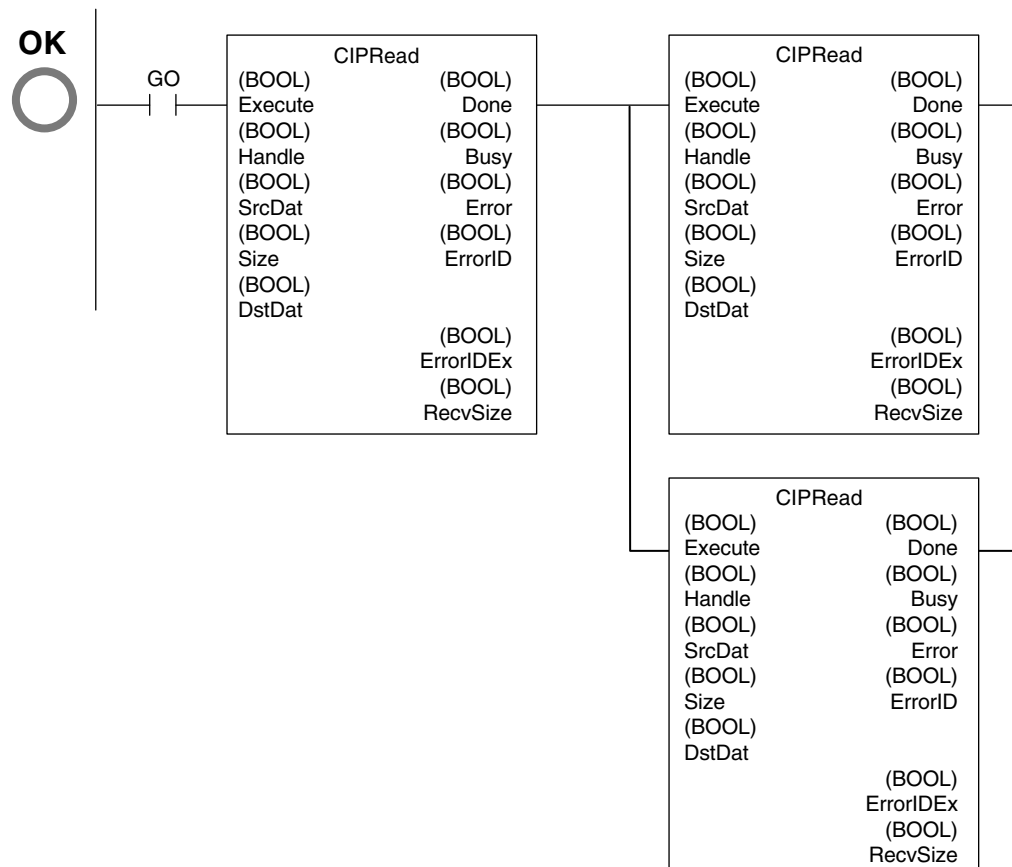 OK
GO
CIPRead
(BOOL) (BOOL)
Execute Done
(BOOL) (BOOL)
Handle Busy
(BOOL) (BOOL)
SrcDat Error
(BOOL) (BOOL)
Size ErrorID
(BOOL)
DstDat
(BOOL)
ErrorIDEx
(BOOL)
RecvSize
CIPRead
(BOOL) (BOOL)
Execute Done
(BOOL) (BOOL)
Handle Busy
(BOOL) (BOOL)
SrcDat Error
(BOOL) (BOOL)
Size ErrorID
(BOOL)
DstDat
(BOOL)
ErrorIDEx
(BOOL)
RecvSize
CIPRead
(BOOL) (BOOL)
Execute Done
(BOOL) (BOOL)
Handle Busy
(BOOL) (BOOL)
SrcDat Error
(BOOL) (BOOL)
Size ErrorID
(BOOL)
DstDat
(BOOL)
ErrorIDEx
(BOOL)
RecvSize